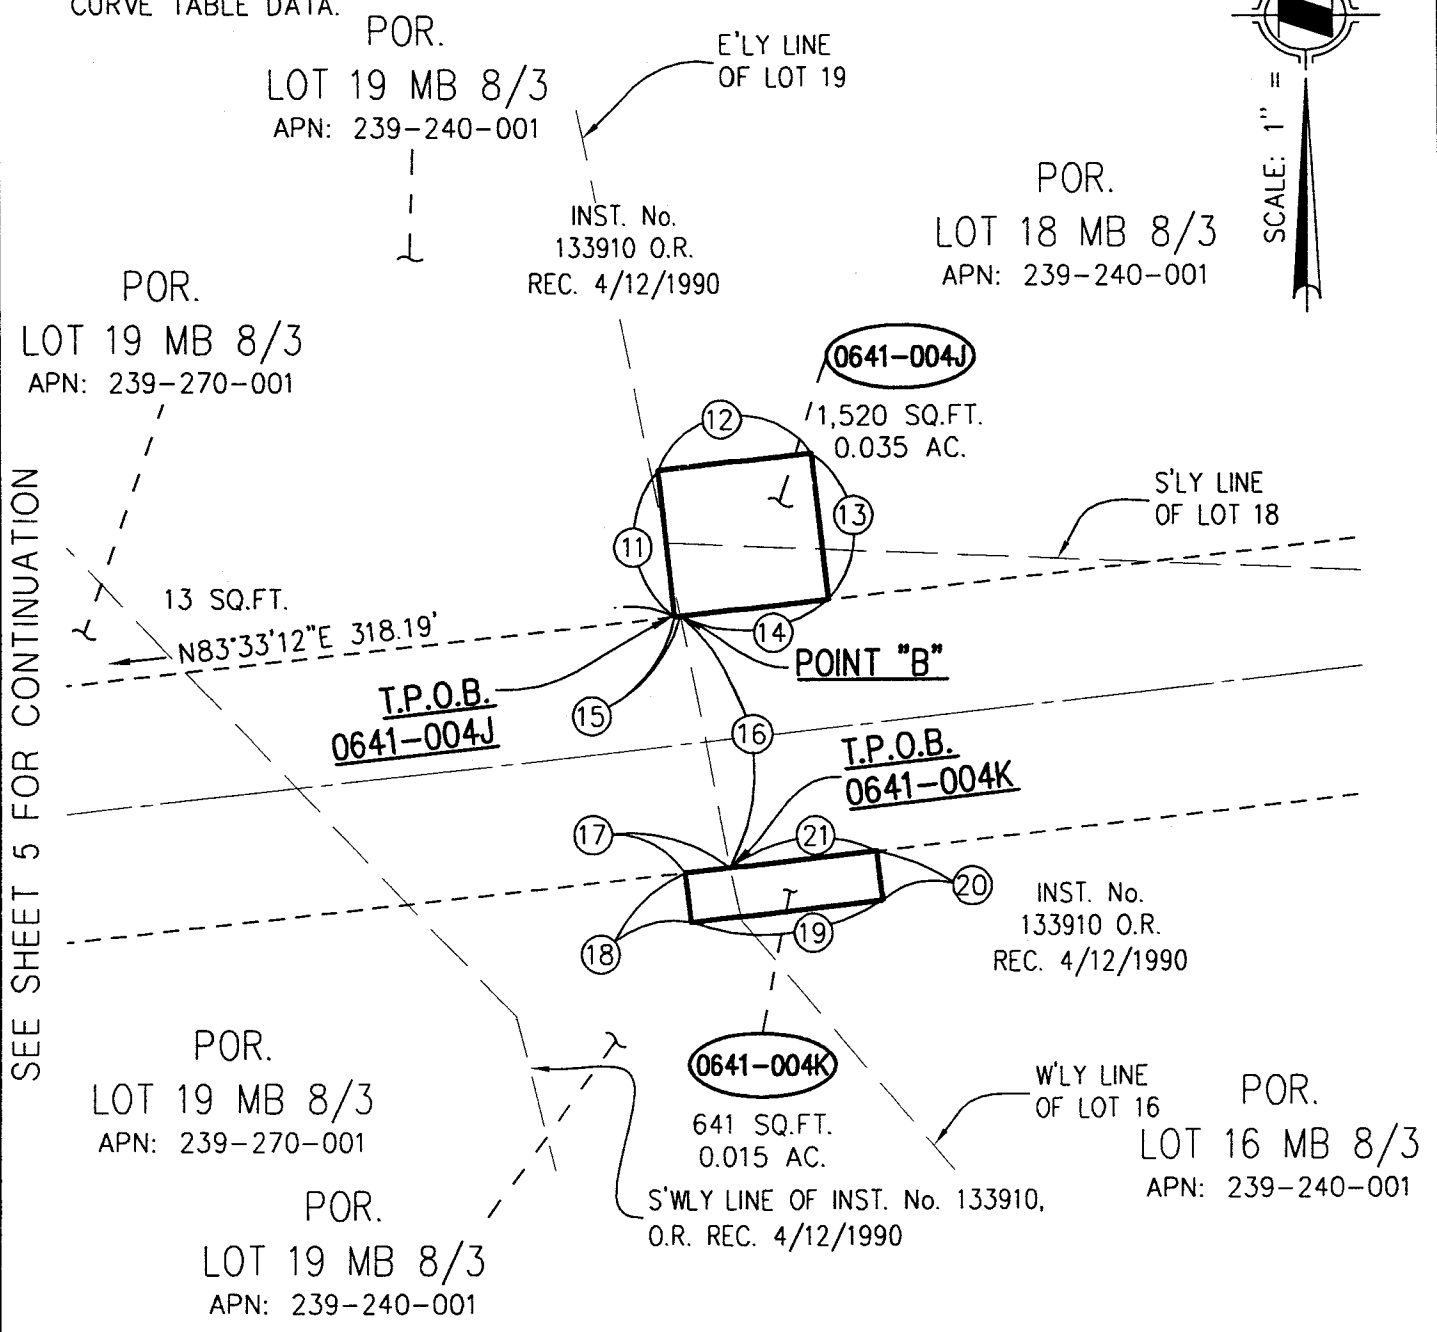 CURVE TABLE DATA.
POR.
LOT 19 MB 8/3
APN: 239-240-001
E'LY LINE
OF LOT 19
SCALE: 1" =
INST. No.
133910 O.R.
REC. 4/12/1990
POR.
LOT 18 MB 8/3
APN: 239-240-001
POR.
LOT 19 MB 8/3
APN: 239-270-001
0641-004J
1,520 SQ.FT.
0.035 AC.
12
S'LY LINE
OF LOT 18
13
11
SEE SHEET 5 FOR CONTINUATION
13 SQ.FT.
N83°33'12"E 318.19'
14
POINT "B"
T.P.O.B.
0641-004J
15
16
T.P.O.B.
0641-004K
17
21
20
INST. No.
133910 O.R.
REC. 4/12/1990
19
18
POR.
LOT 19 MB 8/3
APN: 239-270-001
0641-004K
641 SQ.FT.
0.015 AC.
W'LY LINE
OF LOT 16
POR.
LOT 16 MB 8/3
APN: 239-240-001
S'WLY LINE OF INST. No. 133910,
O.R. REC. 4/12/1990
POR.
LOT 19 MB 8/3
APN: 239-240-001